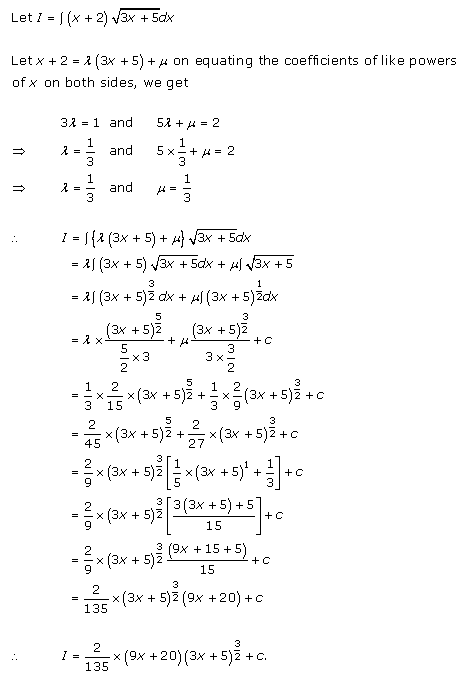 Let I = ∫(x + 2) √(3x + 5)dx
Let x + 2 = λ(3x + 5) + μ on equating the coefficients of like powers
of x on both sides, we get
3λ = 1 and 5λ + μ = 2
⇒ λ = 1/3 and 5 × 1/3 + μ = 2
⇒ λ = 1/3 and μ = 1/3
∴ I = ∫{λ(3x + 5) + μ} √(3x + 5)dx
= λ∫(3x + 5) √(3x + 5)dx + μ∫√(3x + 5)
= λ∫(3x + 5)^(3/2) dx + μ∫(3x + 5)^(1/2)dx
= λ × (3x + 5)^(5/2)/(5/2 × 3) + μ (3x + 5)^(3/2)/(3 × 3/2) + c
= 1/3 × 2/15 × (3x + 5)^(5/2) + 1/3 × 2/9 (3x + 5)^(3/2) + c
= 2/45 × (3x + 5)^(5/2) + 2/27 × (3x + 5)^(3/2) + c
= 2/9 × (3x + 5)^(3/2) [1/5 × (3x + 5)^1 + 1/3] + c
= 2/9 × (3x + 5)^(3/2) [(3(3x + 5) + 5)/15] + c
= 2/9 × (3x + 5)^(3/2) (9x + 15 + 5)/15 + c
= 2/135 × (3x + 5)^(3/2) (9x + 20) + c
∴ I = 2/135 × (9x + 20)(3x + 5)^(3/2) + c.